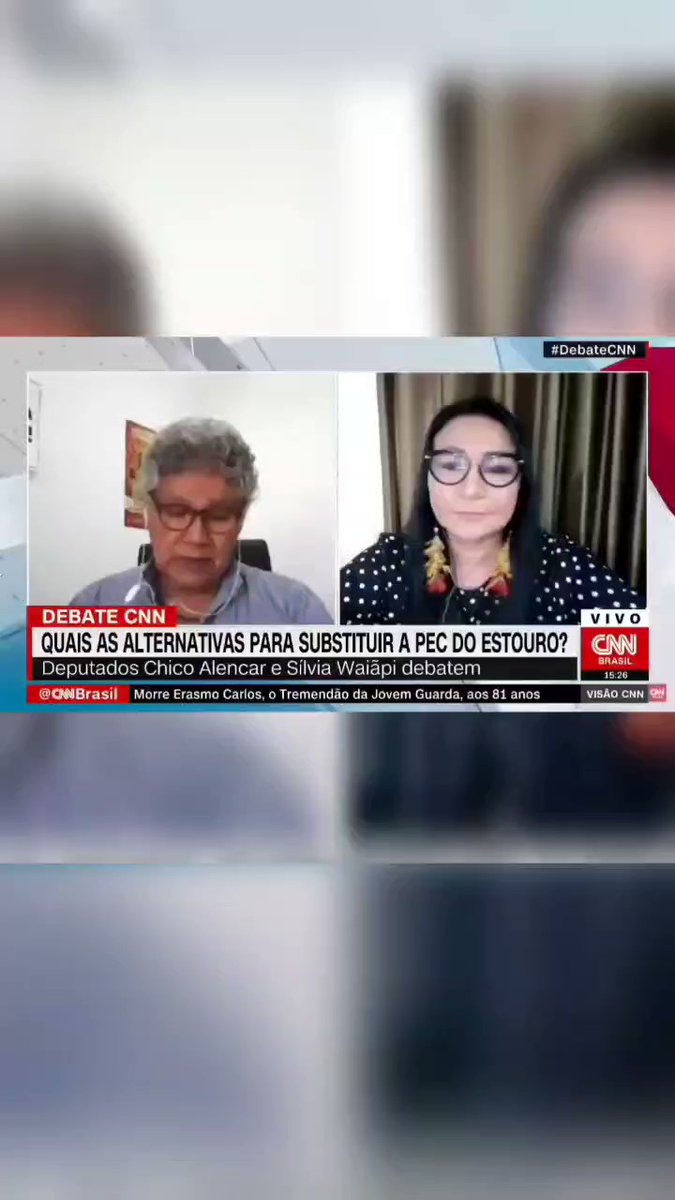 #DebateCNN
DEBATE CNN
VIVO
QUAIS AS ALTERNATIVAS PARA SUBSTITUIR A PEC DO ESTOURO?
Deputados Chico Alencar e Sílvia Waiãpi debatem
CNN
BRASIL
15:26
@CNNBrasil Morre Erasmo Carlos, o Tremendão da Jovem Guarda, aos 81 anos VISÃO CNN CNN